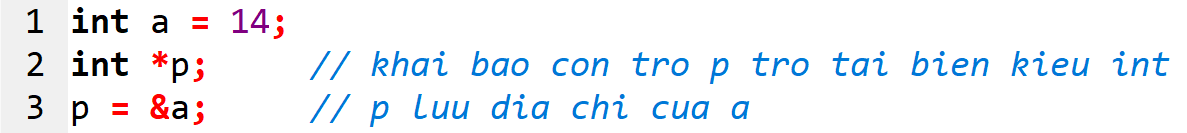 1 int a = 14;
2 int *p; // khai bao con tro p tro tai bien kieu int
3 p = &a; // p luu dia chi cua a